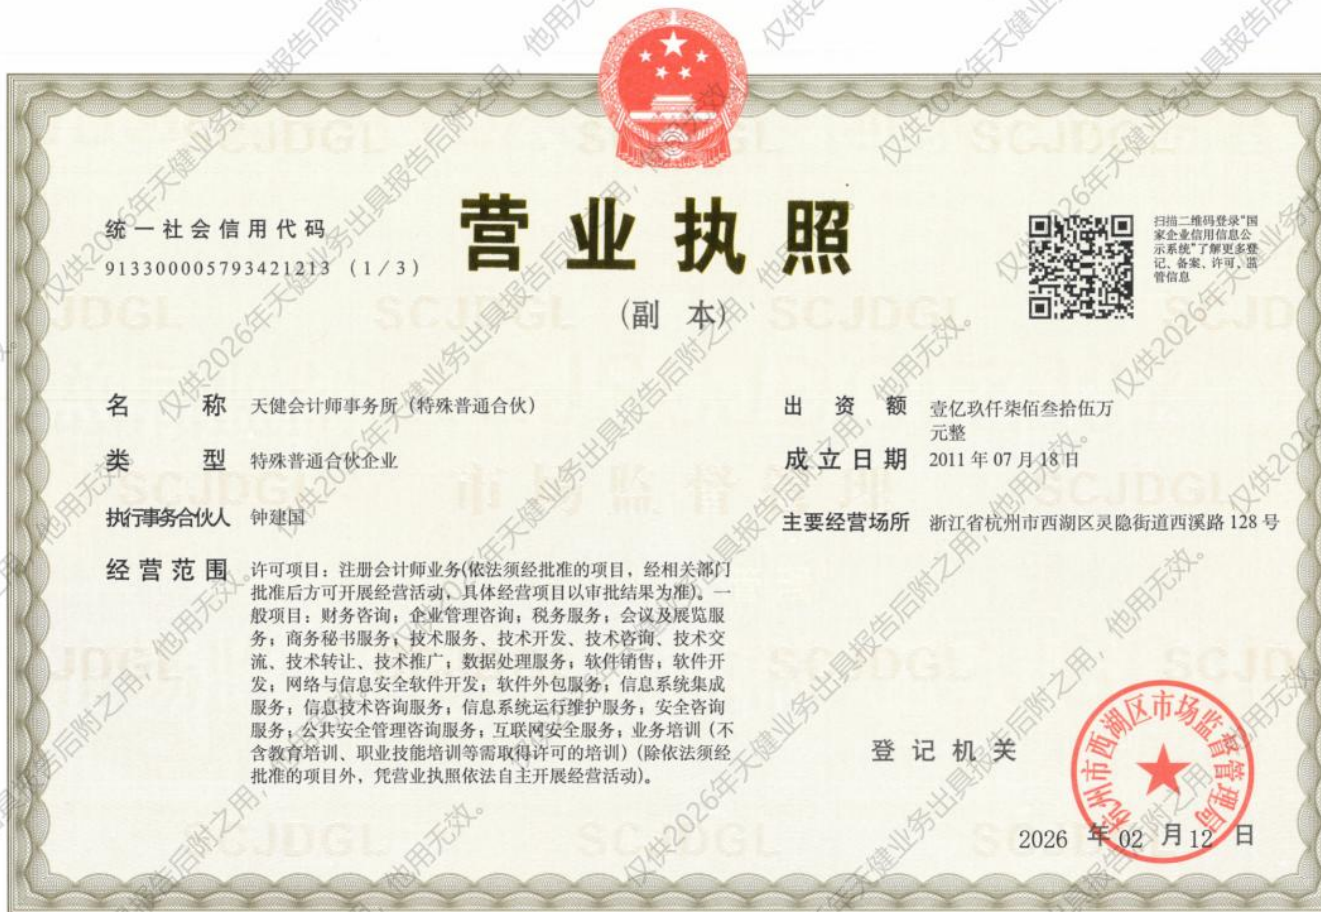 营业执照
(副 本)
统一社会信用代码
913300005793421213 (1/3)
扫描二维码登录“国
家企业信用信息公
示系统”了解更多登
记、备案、许可、监
管信息
名 称 天健会计师事务所（特殊普通合伙）
类 型 特殊普通合伙企业
执行事务合伙人 钟建国
经营范围 许可项目：注册会计师业务(依法须经批准的项目，经相关部门
批准后方可开展经营活动，具体经营项目以审批结果为准)。一
般项目：财务咨询；企业管理咨询；税务服务；会议及展览服
务；商务秘书服务；技术服务、技术开发、技术咨询、技术交
流、技术转让、技术推广；数据处理服务；软件销售；软件开
发；网络与信息安全软件开发；软件外包服务；信息系统集成
服务；信息技术咨询服务；信息系统运行维护服务；安全咨询
服务；公共安全管理咨询服务；互联网安全服务；业务培训（不
含教育培训、职业技能培训等需取得许可的培训）(除依法须经
批准的项目外，凭营业执照依法自主开展经营活动)。
出 资 额 壹亿玖仟柒佰叁拾伍万
元整
成立日期 2011年07月18日
主要经营场所 浙江省杭州市西湖区灵隐街道西溪路128号
登记机关
杭州市西湖区市场监督管理局
2026 年 02 月 12 日
仅供2026年天健业务出具报告后附之用，他用无效。
SCJDGL
市场监督管理